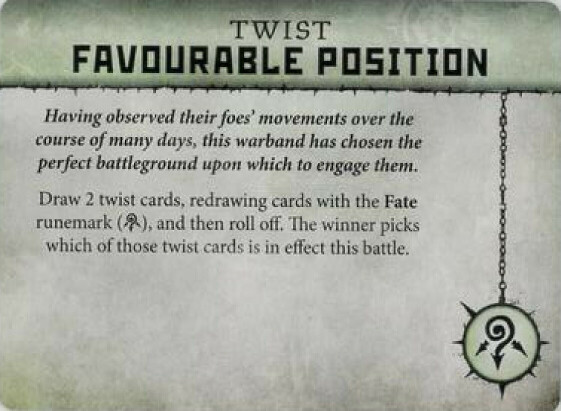 TWIST
FAVOURABLE POSITION
Having observed their foes' movements over the
course of many days, this warband has chosen the
perfect battleground upon which to engage them.
Draw 2 twist cards, redrawing cards with the Fate
runemark (), and then roll off. The winner picks
which of those twist cards is in effect this battle.